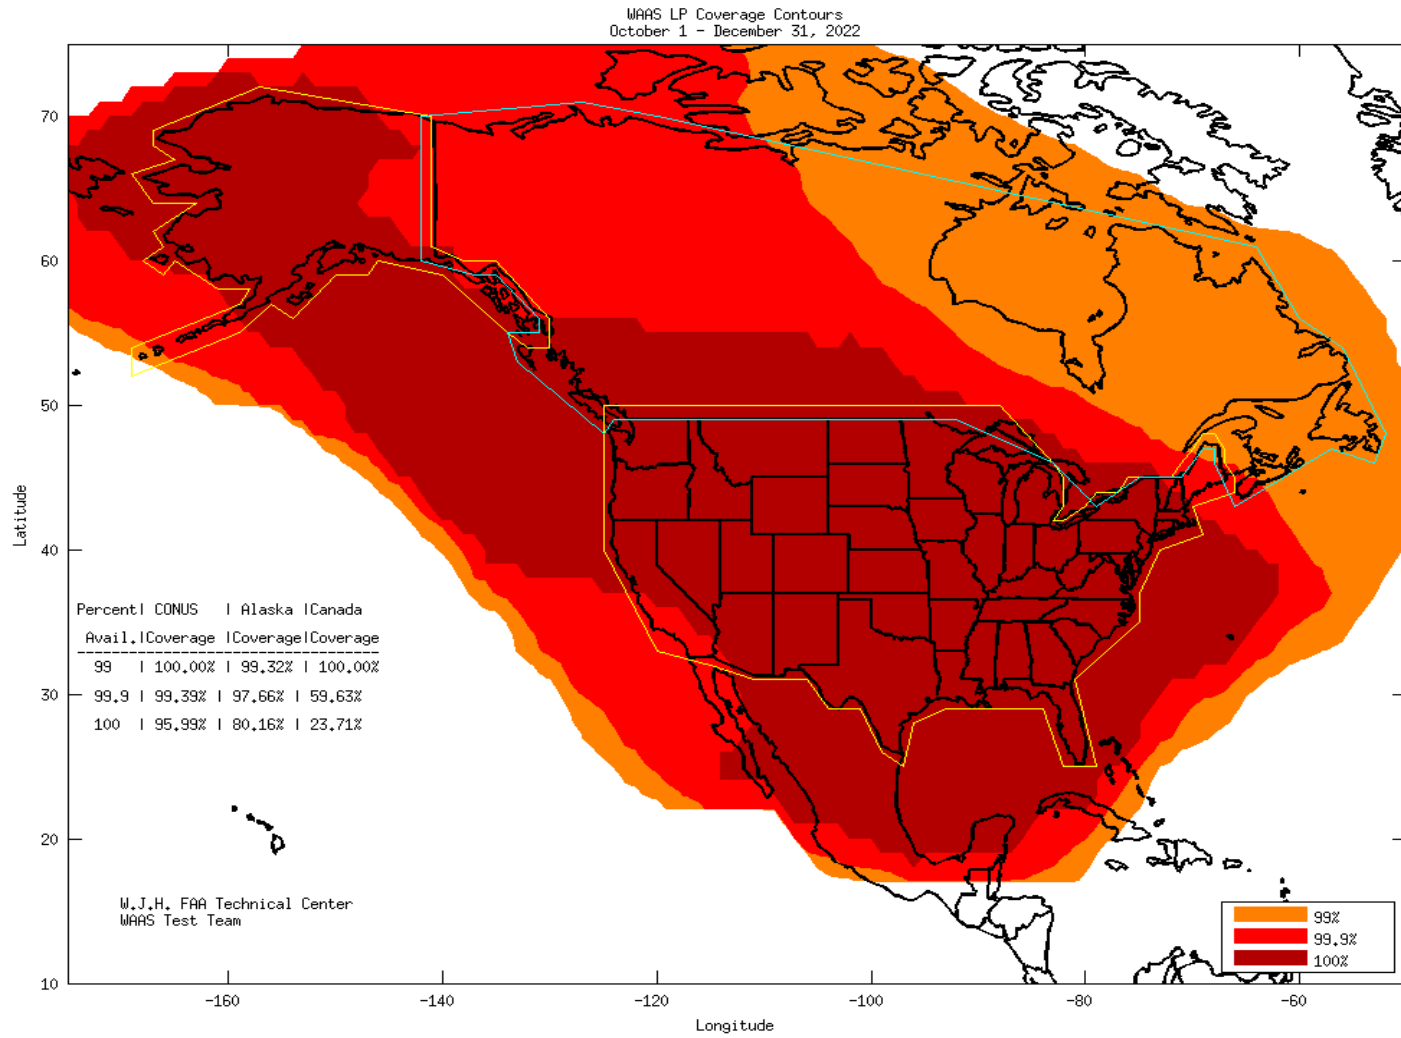 WAAS LP Coverage Contours
October 1 - December 31, 2022
70
60
50
40
30
20
10
Latitude
Percent| CONUS | Alaska |Canada
Avail.|Coverage |Coverage|Coverage
99 | 100.00% | 99.32% | 100.00%
99.9 | 99.39% | 97.66% | 59.63%
100 | 95.99% | 80.16% | 23.71%
W.J.H. FAA Technical Center
WAAS Test Team
99%
99.9%
100%
-160
-140
-120
-100
-80
-60
Longitude